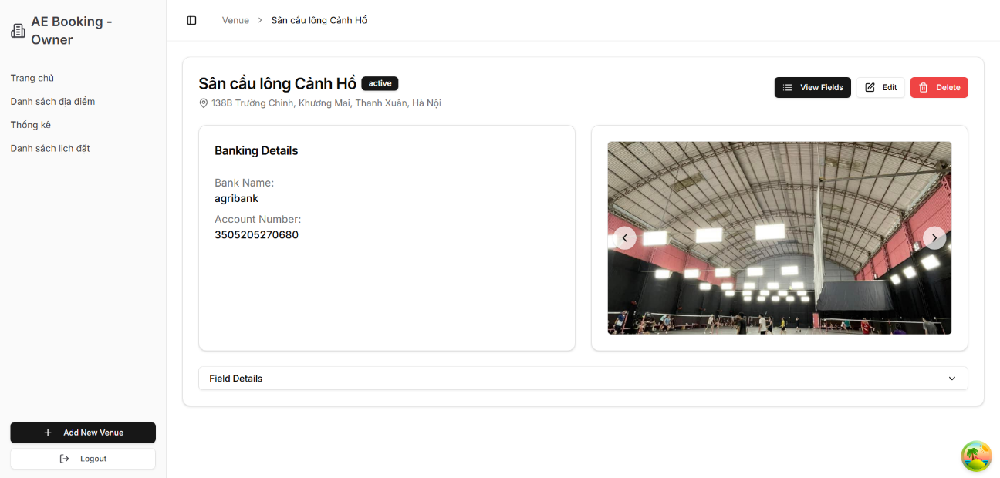 AE Booking -
Owner
Trang chủ
Danh sách địa điểm
Thống kê
Danh sách lịch đặt
Add New Venue
Logout
Venue > Sân cầu lông Cảnh Hồ
Sân cầu lông Cảnh Hồ active
138B Trường Chinh, Khương Mai, Thanh Xuân, Hà Nội
View Fields Edit Delete
Banking Details
Bank Name:
agribank
Account Number:
3505205270680
Field Details